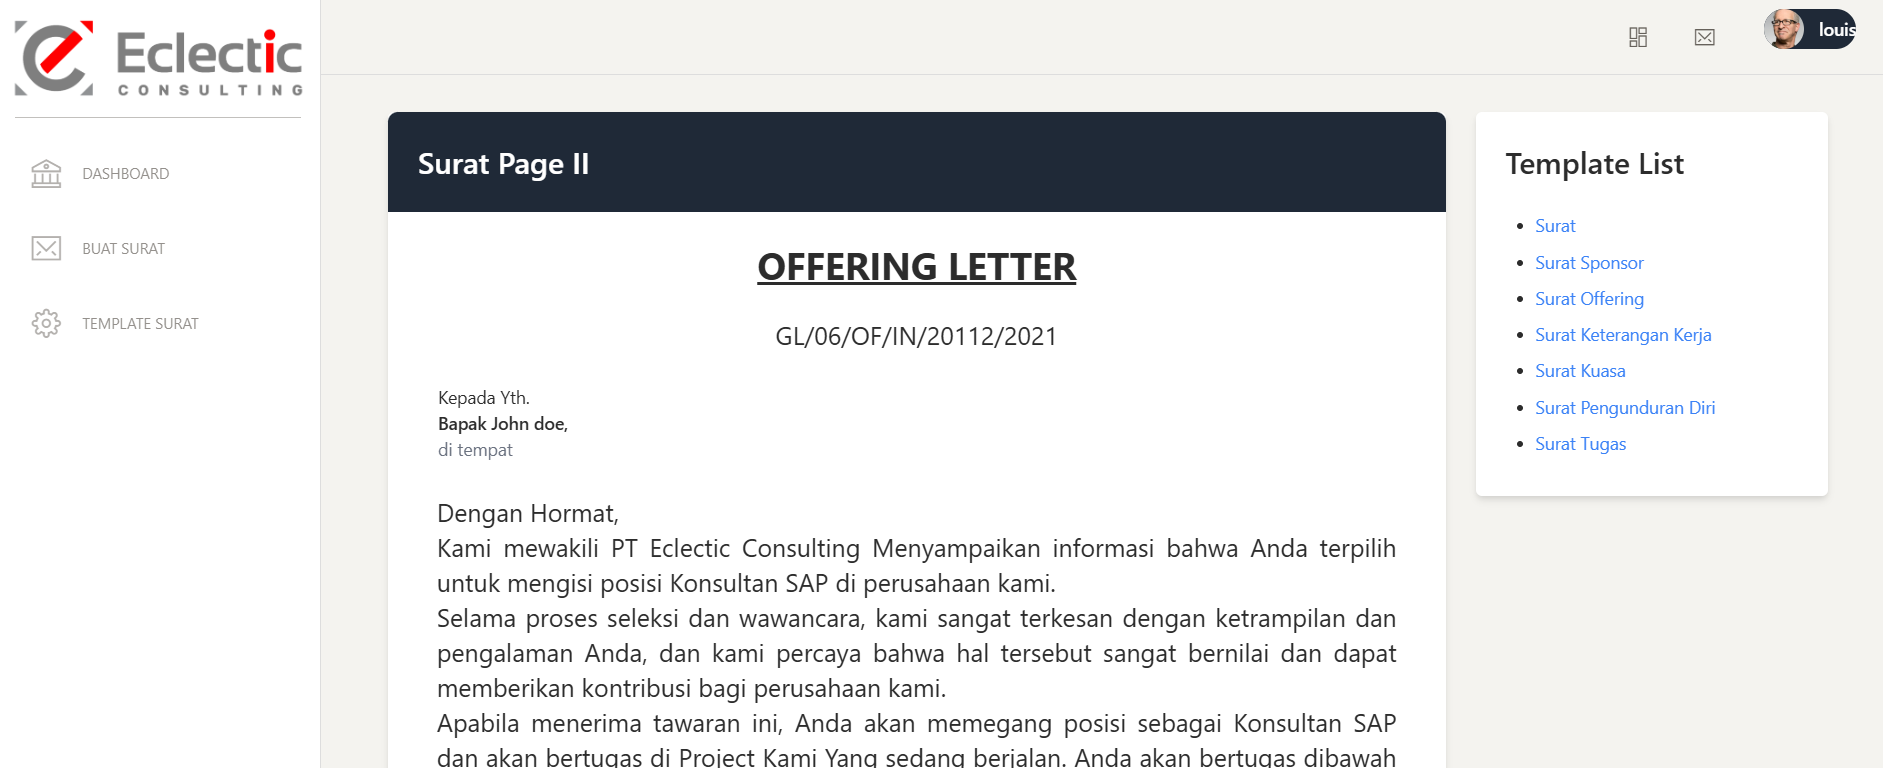 Eclectic
CONSULTING
DASHBOARD
BUAT SURAT
TEMPLATE SURAT
louis
Surat Page II
OFFERING LETTER
GL/06/OF/IN/20112/2021
Kepada Yth.
Bapak John doe,
di tempat
Dengan Hormat,
Kami mewakili PT Eclectic Consulting Menyampaikan informasi bahwa Anda terpilih
untuk mengisi posisi Konsultan SAP di perusahaan kami.
Selama proses seleksi dan wawancara, kami sangat terkesan dengan ketrampilan dan
pengalaman Anda, dan kami percaya bahwa hal tersebut sangat bernilai dan dapat
memberikan kontribusi bagi perusahaan kami.
Apabila menerima tawaran ini, Anda akan memegang posisi sebagai Konsultan SAP
dan akan bertugas di Project Kami Yang sedang berjalan. Anda akan bertugas dibawah
Template List
Surat
Surat Sponsor
Surat Offering
Surat Keterangan Kerja
Surat Kuasa
Surat Pengunduran Diri
Surat Tugas